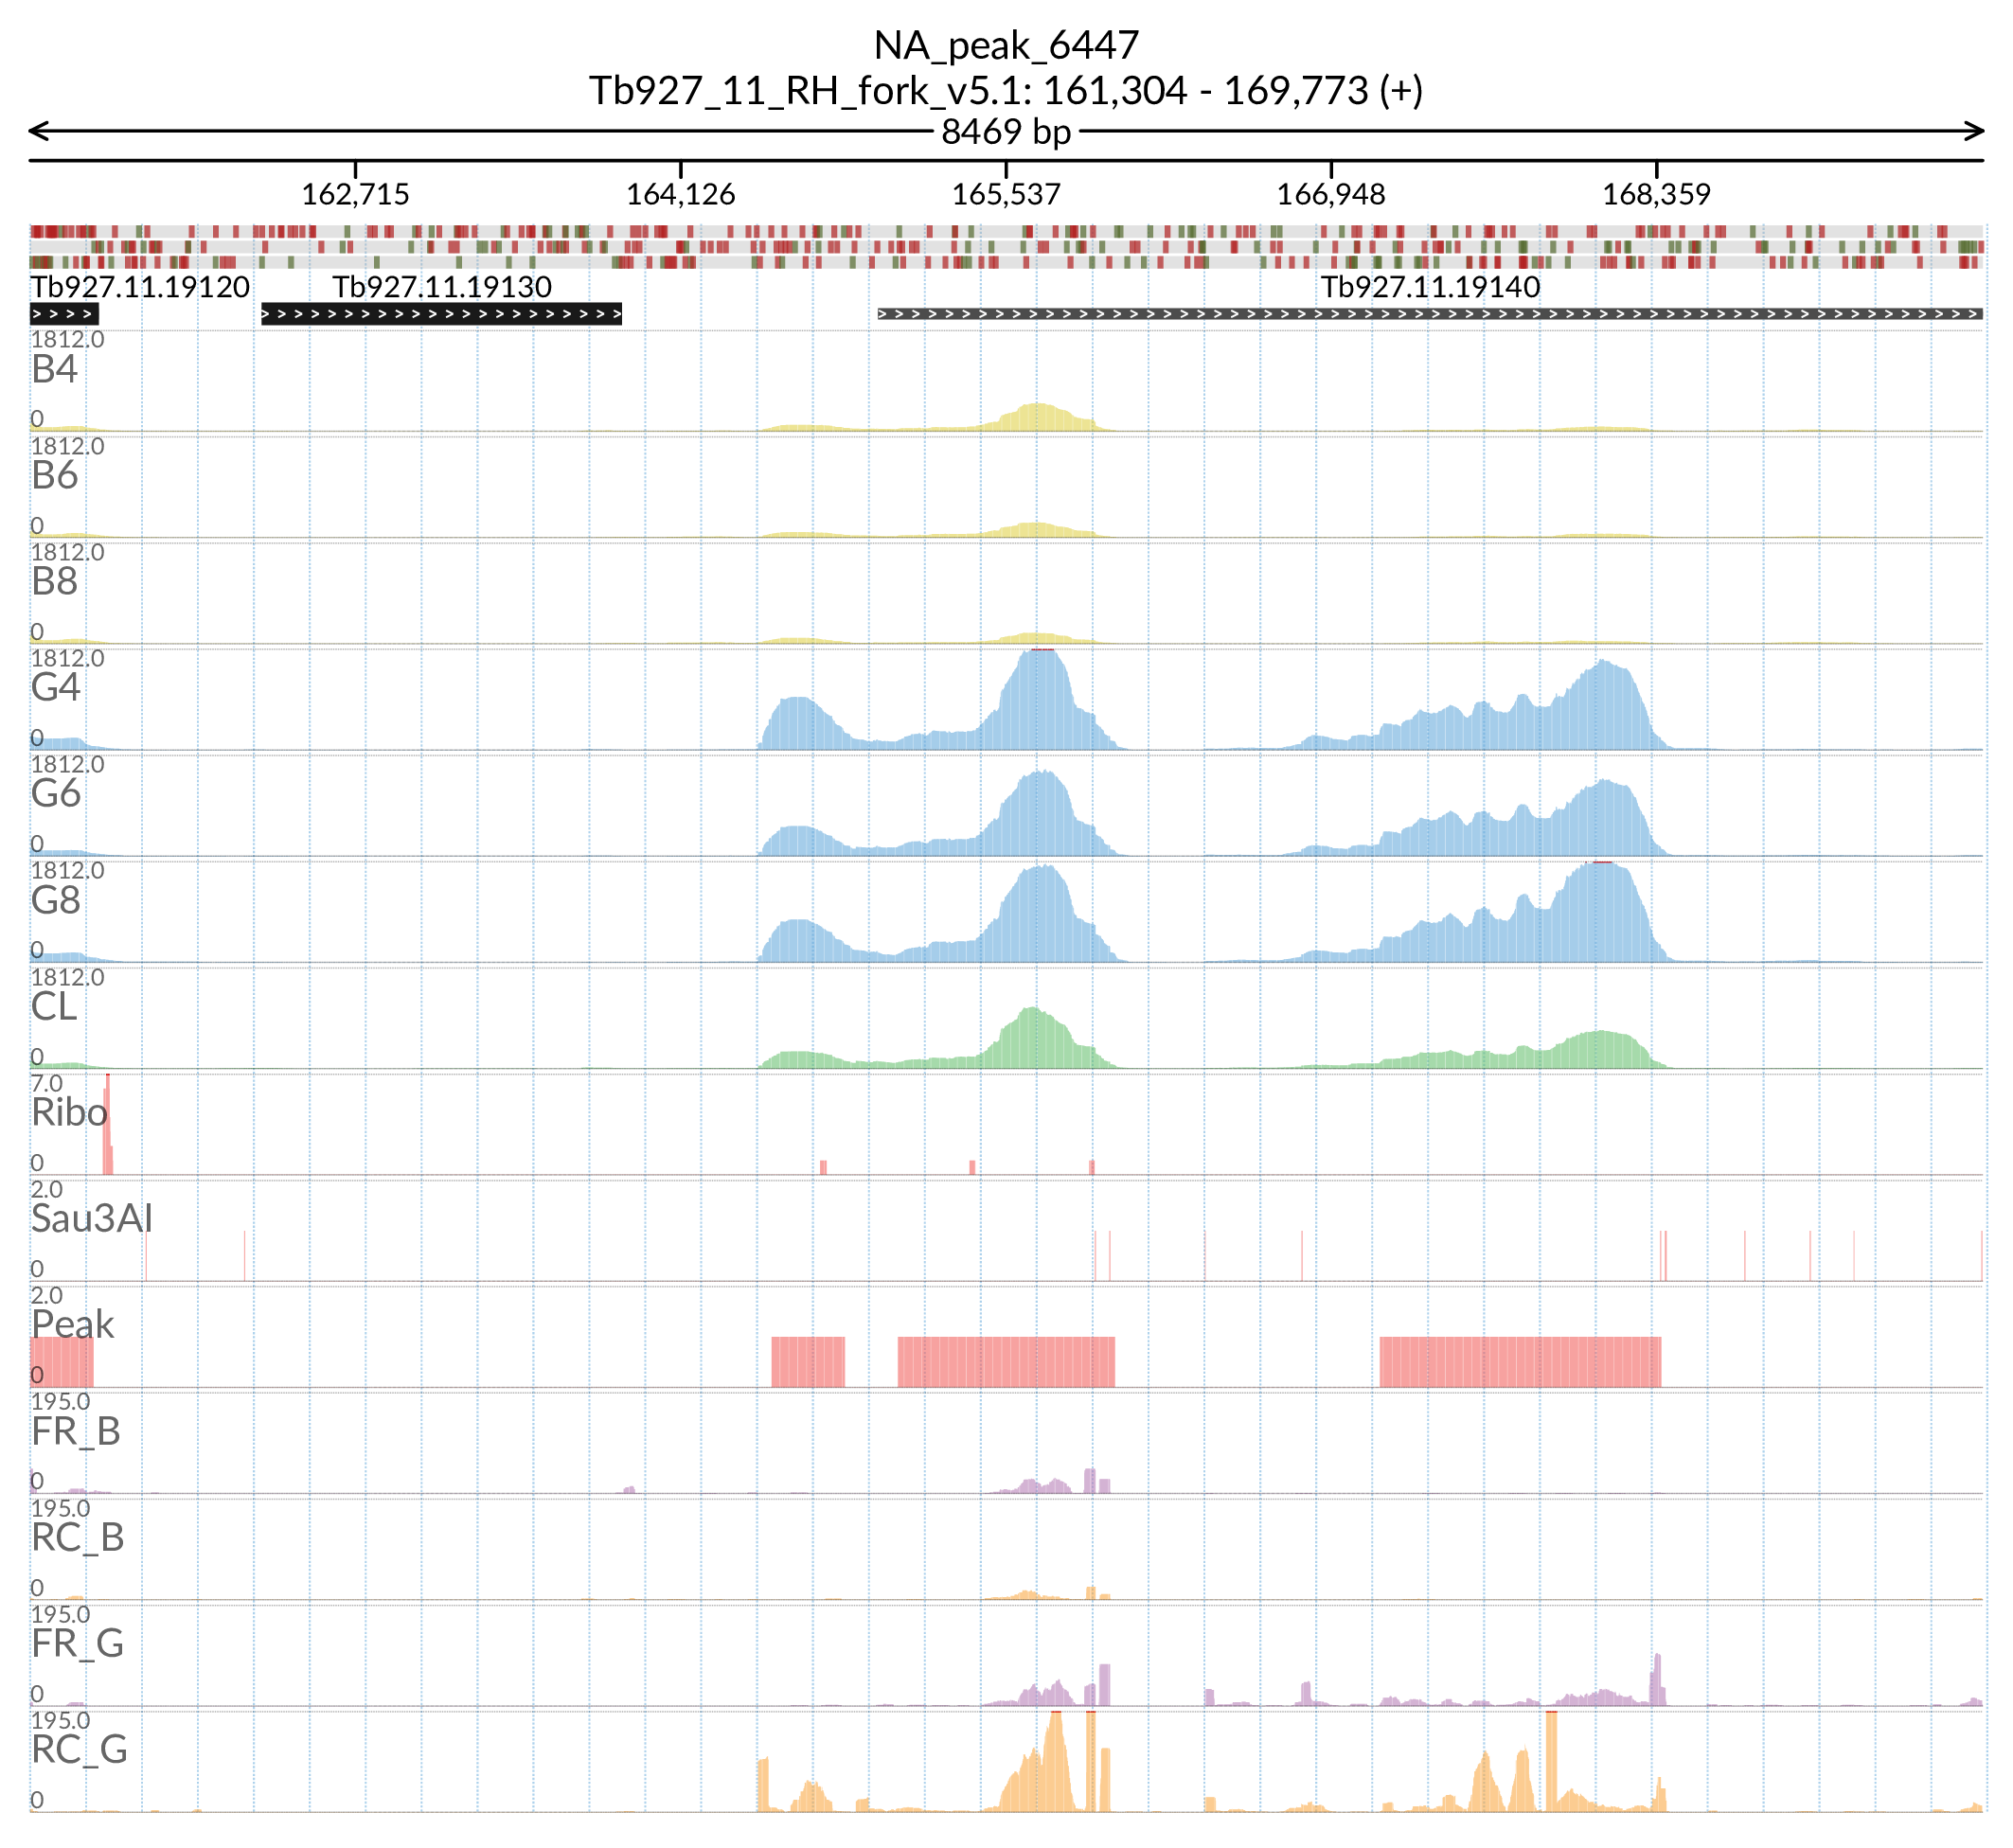 NA_peak_6447
Tb927_11_RH_fork_v5.1: 161,304 - 169,773 (+)
8469 bp
162,715 164,126 165,537 166,948 168,359
Tb927.11.19120 Tb927.11.19130 Tb927.11.19140
1812.0
B4
0
1812.0
B6
0
1812.0
B8
0
1812.0
G4
0
1812.0
G6
0
1812.0
G8
0
1812.0
CL
0
7.0
Ribo
0
2.0
Sau3AI
0
2.0
Peak
0
195.0
FR_B
0
195.0
RC_B
0
195.0
FR_G
0
195.0
RC_G
0